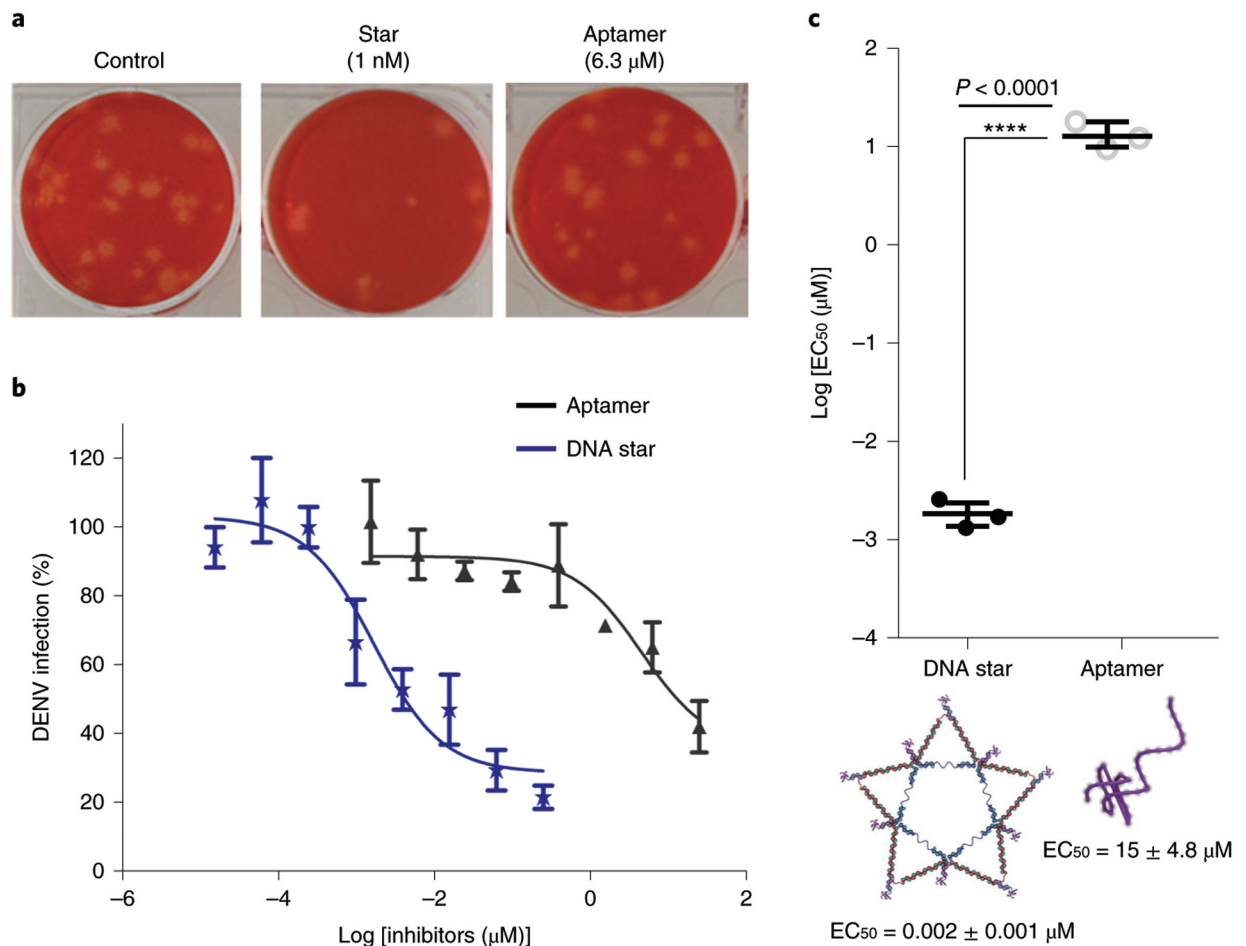 a
Control
Star
(1 nM)
Aptamer
(6.3 μM)
b
Aptamer
DNA star
DENV infection (%)
120
100
80
60
40
20
0
–6
–4
–2
0
2
Log [inhibitors (μM)]
c
Log [EC50 (μM)]
2
1
0
–1
–2
–3
–4
P < 0.0001
****
DNA star
Aptamer
EC50 = 15 ± 4.8 μM
EC50 = 0.002 ± 0.001 μM